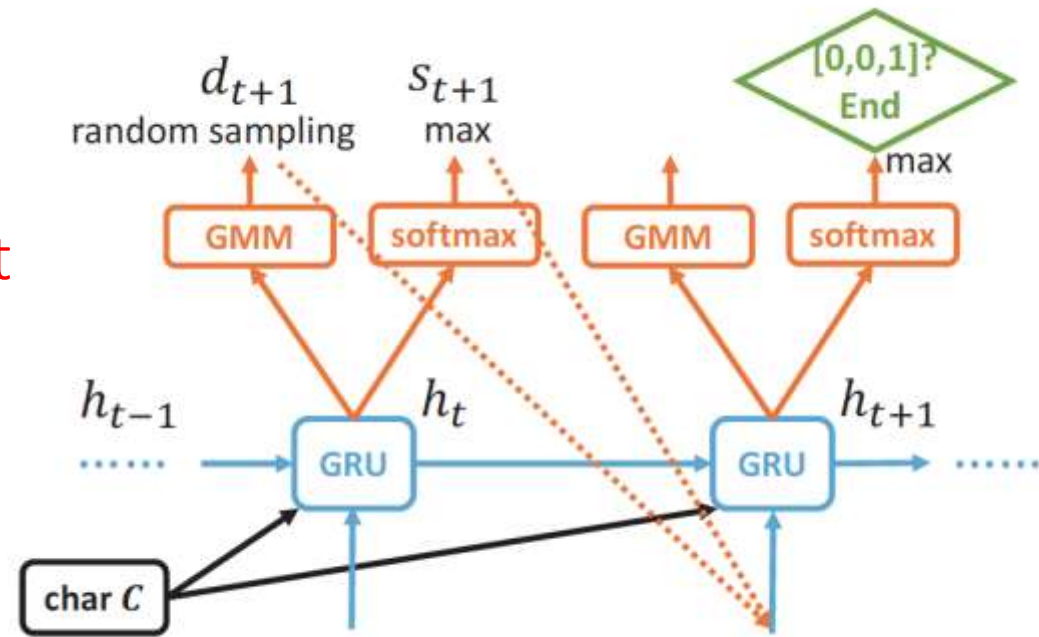 [0,0,1]?
End
d_{t+1}
random sampling
s_{t+1}
max
max
GMM
softmax
GMM
softmax
t
h_{t-1}
h_t
h_{t+1}
GRU
GRU
char C